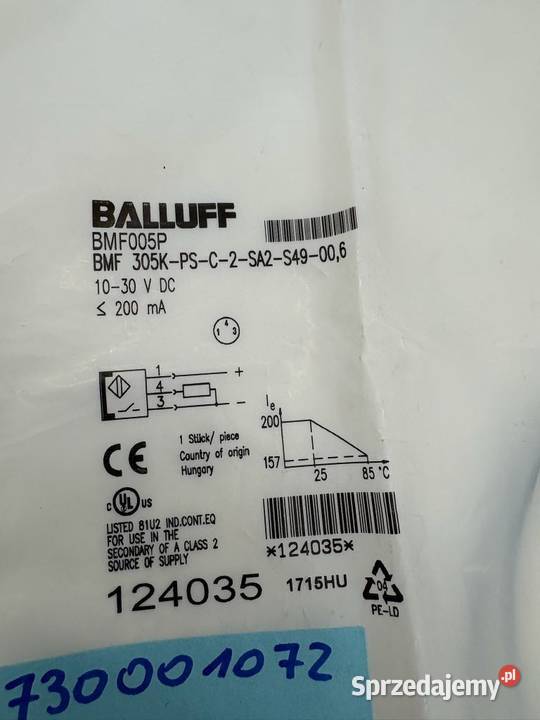 BALLUFF
BMF005P
BMF 305K-PS-C-2-SA2-S49-00,6
10-30 V DC
≤ 200 mA
4
1 3
1 +
4
3 -
Ie
200
157
25 85 °C
CE
1 Stück/ piece
Country of origin
Hungary
c UL us
LISTED 81U2 IND.CONT.EQ
FOR USE IN THE
SECONDARY OF A CLASS 2
SOURCE OF SUPPLY
*124035*
124035
1715HU
04
PE-LD
730001072
Sprzedajemy.pl